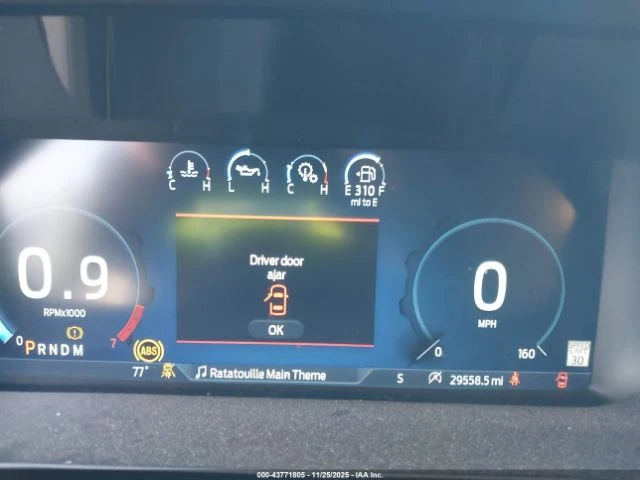 C H
L H
C H
E 310 F
mi to E
Driver door
ajar
OK
0.9
RPMx1000
0
7
PRNDM
ABS
0
MPH
0
160
SPEED
LIMIT
30
77°
Ratatouille Main Theme
S
29558.5 mi
000-43771805 - 11/25/2025 - IAA Inc.